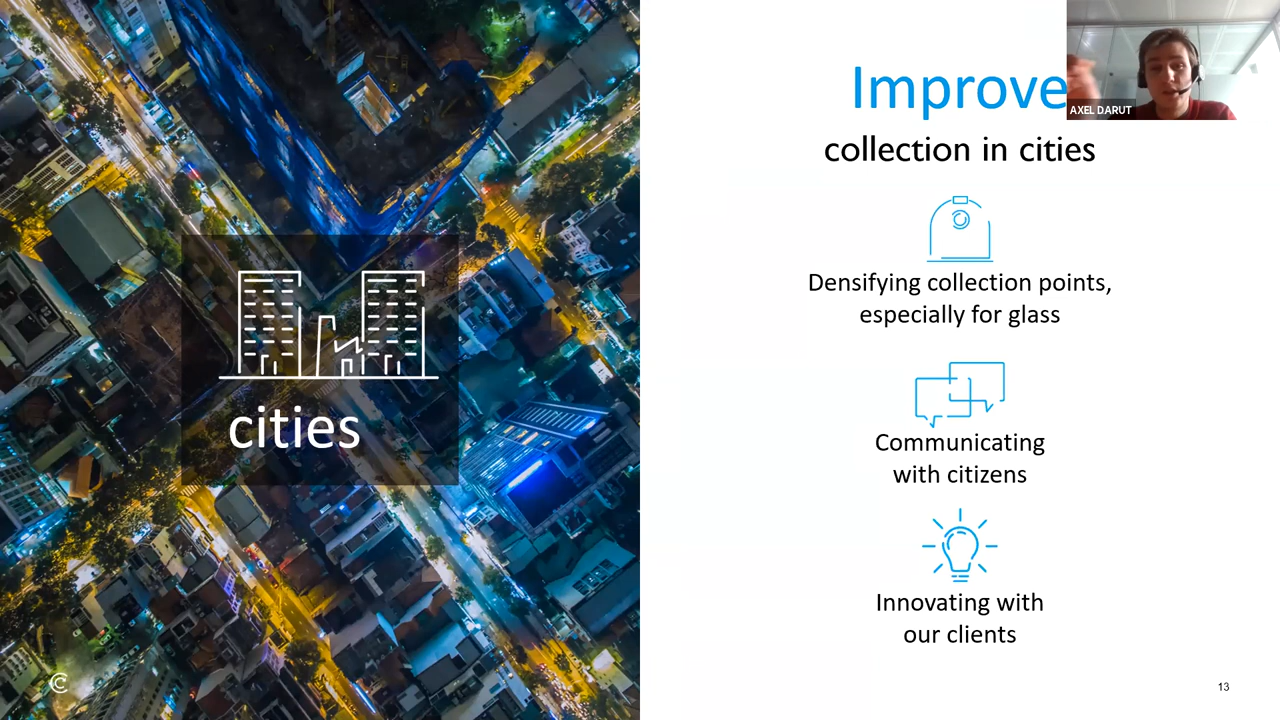 Improve
AXEL DARUT
collection in cities
Densifying collection points,
especially for glass
cities
Communicating
with citizens
Innovating with
our clients
13